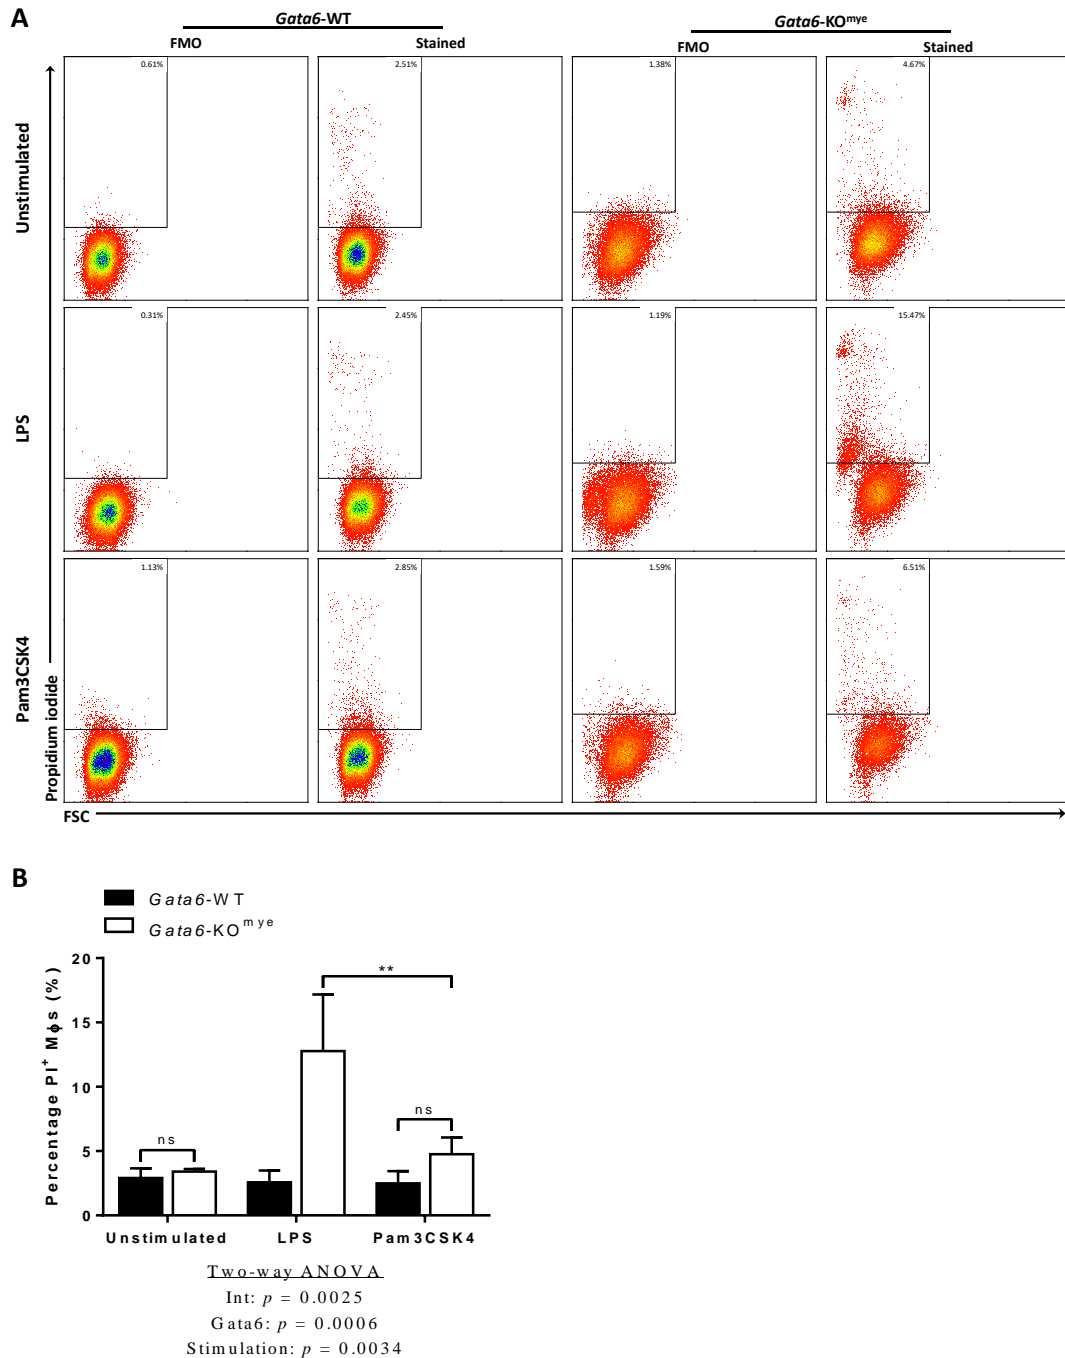 A
Gata6-WT
Gata6-KOmye
FMO
Stained
FMO
Stained
Unstimulated
0.61%
2.51%
1.38%
4.67%
LPS
0.31%
2.45%
1.19%
15.47%
Pam3CSK4
1.13%
2.85%
1.59%
6.51%
Propidium iodide
FSC
B
Gata6-WT
Gata6-KOmye
Percentage PI+ Mϕs (%)
20
15
10
5
0
ns
**
ns
Unstimulated
LPS
Pam3CSK4
Two-way ANOVA
Int: p = 0.0025
Gata6: p = 0.0006
Stimulation: p = 0.0034